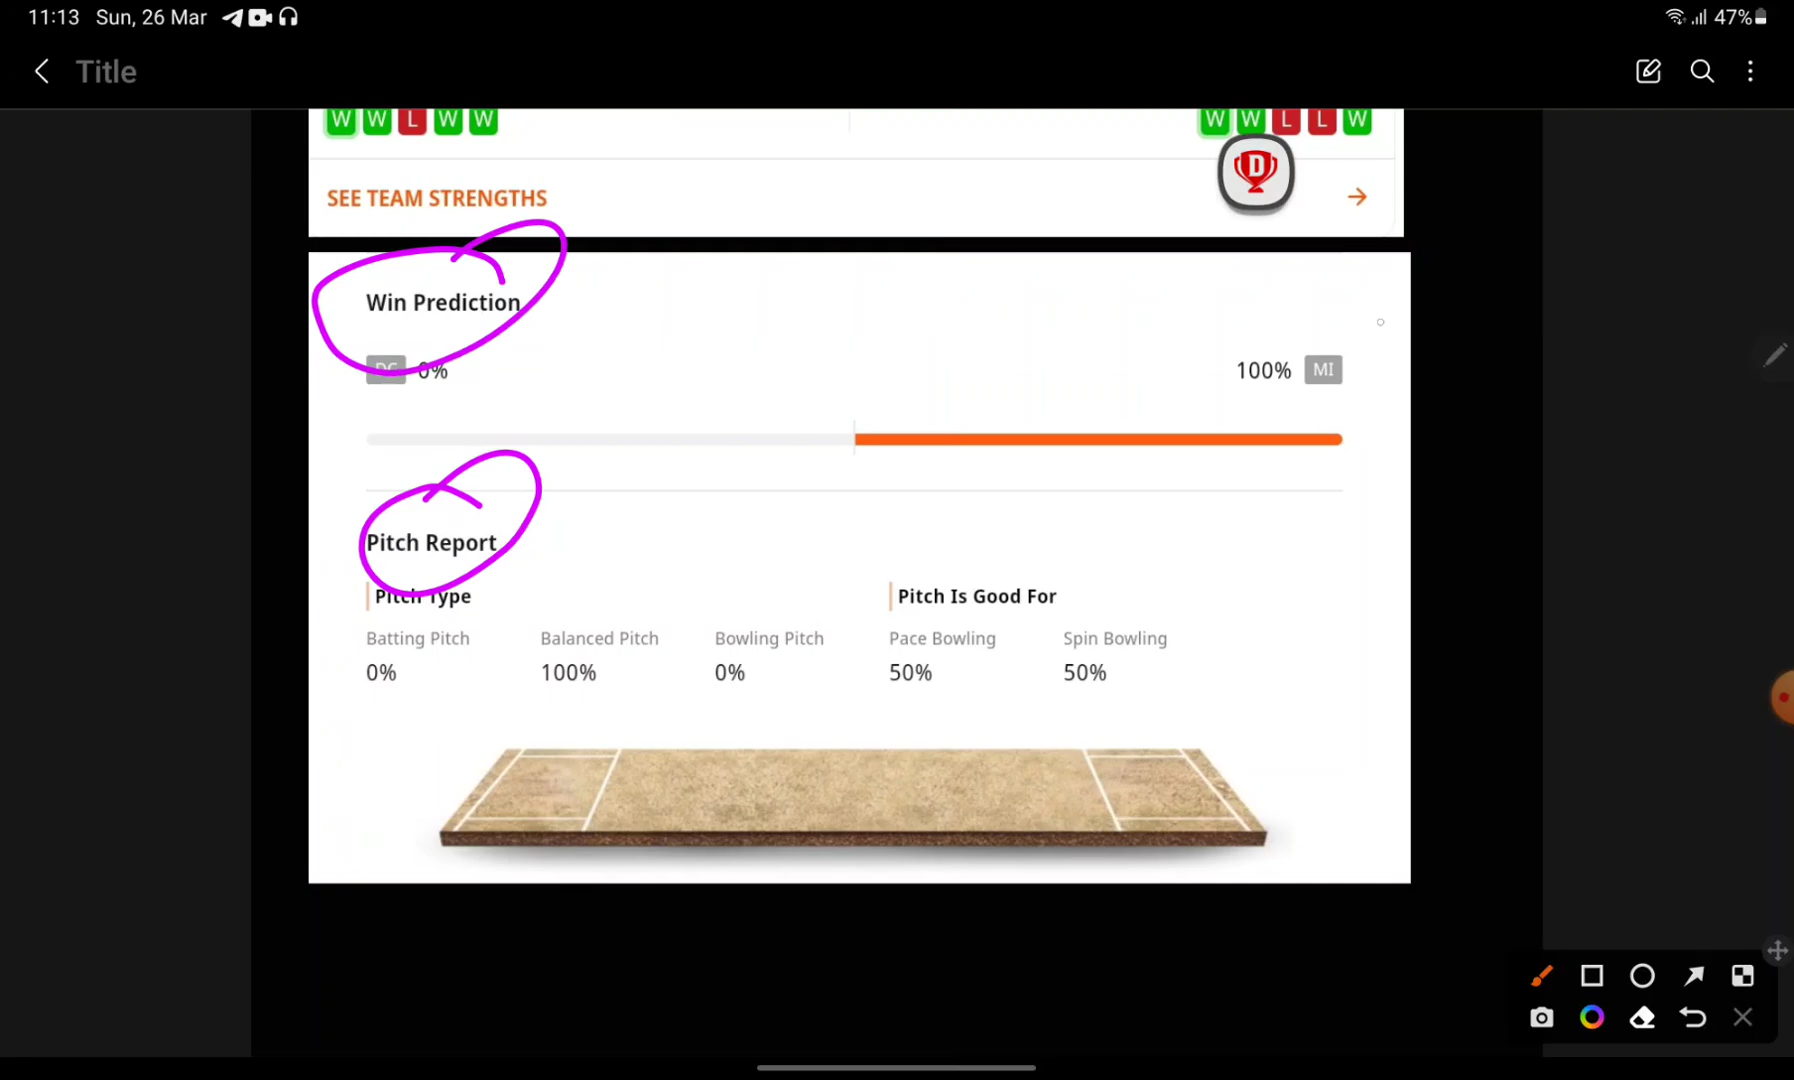 11:13 Sun, 26 Mar 47%
Title
W W L W W W W L L W
D
SEE TEAM STRENGTHS
Win Prediction
DC 0% 100% MI
Pitch Report
Pitch Type Pitch Is Good For
Batting Pitch Balanced Pitch Bowling Pitch Pace Bowling Spin Bowling
0% 100% 0% 50% 50%